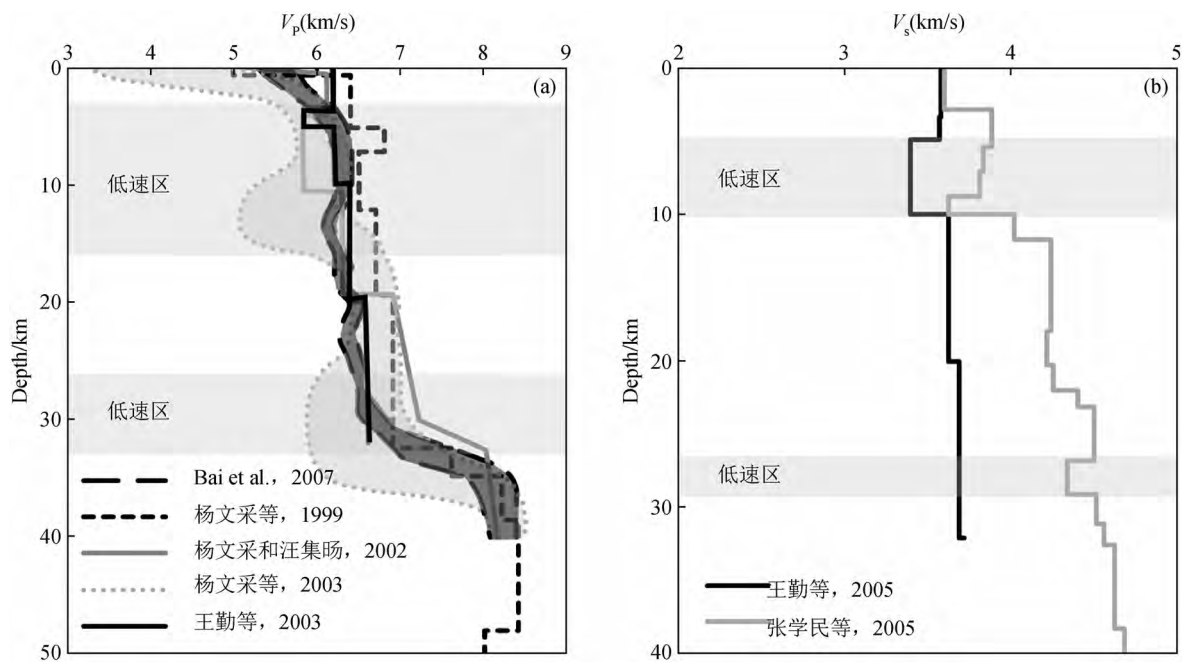 VP(km/s)
3 4 5 6 7 8 9
(a)
0
10
20
30
40
50
Depth/km
低速区
低速区
Bai et al.，2007
杨文采等，1999
杨文采和汪集旸，2002
杨文采等，2003
王勤等，2003
Vs(km/s)
2 3 4 5
(b)
0
10
20
30
40
Depth/km
低速区
低速区
王勤等，2005
张学民等，2005